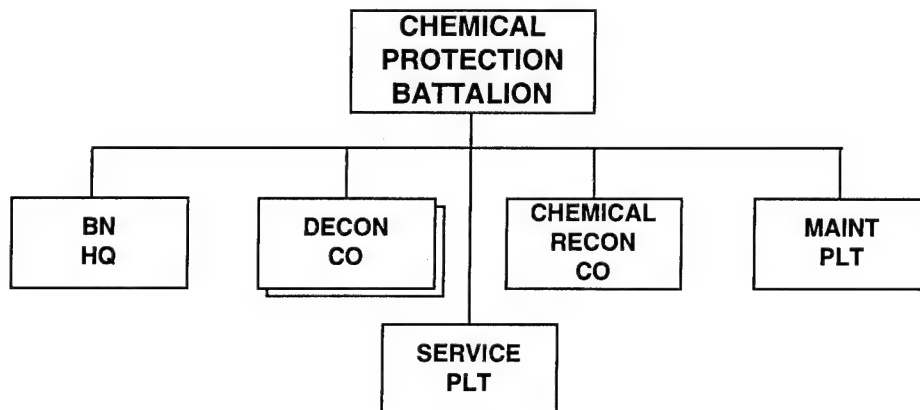 CHEMICAL
PROTECTION
BATTALION
BN
HQ
DECON
CO
CHEMICAL
RECON
CO
MAINT
PLT
SERVICE
PLT